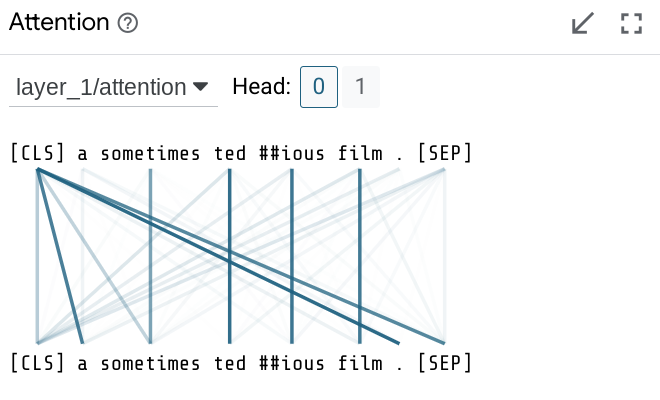 Attention ?
layer_1/attention Head: 0 1
[CLS] a sometimes ted ##ious film . [SEP]
[CLS] a sometimes ted ##ious film . [SEP]